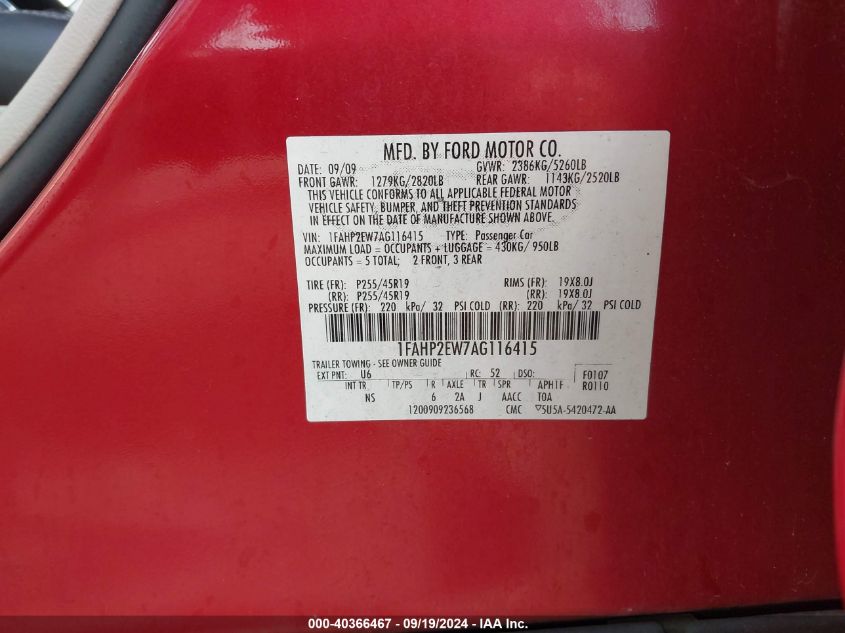 MFD. BY FORD MOTOR CO.
DATE: 09/09 GVWR: 2386KG/5260LB
FRONT GAWR: 1279KG/2820LB REAR GAWR: 1143KG/2520LB
THIS VEHICLE CONFORMS TO ALL APPLICABLE FEDERAL MOTOR
VEHICLE SAFETY, BUMPER, AND THEFT PREVENTION STANDARDS
IN EFFECT ON THE DATE OF MANUFACTURE SHOWN ABOVE.
VIN: 1FAHP2EW7AG116415 TYPE: Passenger Car
MAXIMUM LOAD = OCCUPANTS + LUGGAGE = 430KG/ 950LB
OCCUPANTS = 5 TOTAL; 2 FRONT, 3 REAR
TIRE (FR): P255/45R19 RIMS (FR): 19X8.0J
(RR): P255/45R19 (RR): 19X8.0J
PRESSURE (FR): 220 kPa/ 32 PSI COLD (RR): 220 kPa/ 32 PSI COLD
1FAHP2EW7AG116415
TRAILER TOWING - SEE OWNER GUIDE
EXT PNT: U6 RC: 52 DSO: F0107
INT TR TP/PS R AXLE TR SPR APHIF R0110
NS 6 2A J AACC TOA
1200909236568 CMC ▽5U5A-5420472-AA
000-40366467 - 09/19/2024 - IAA Inc.